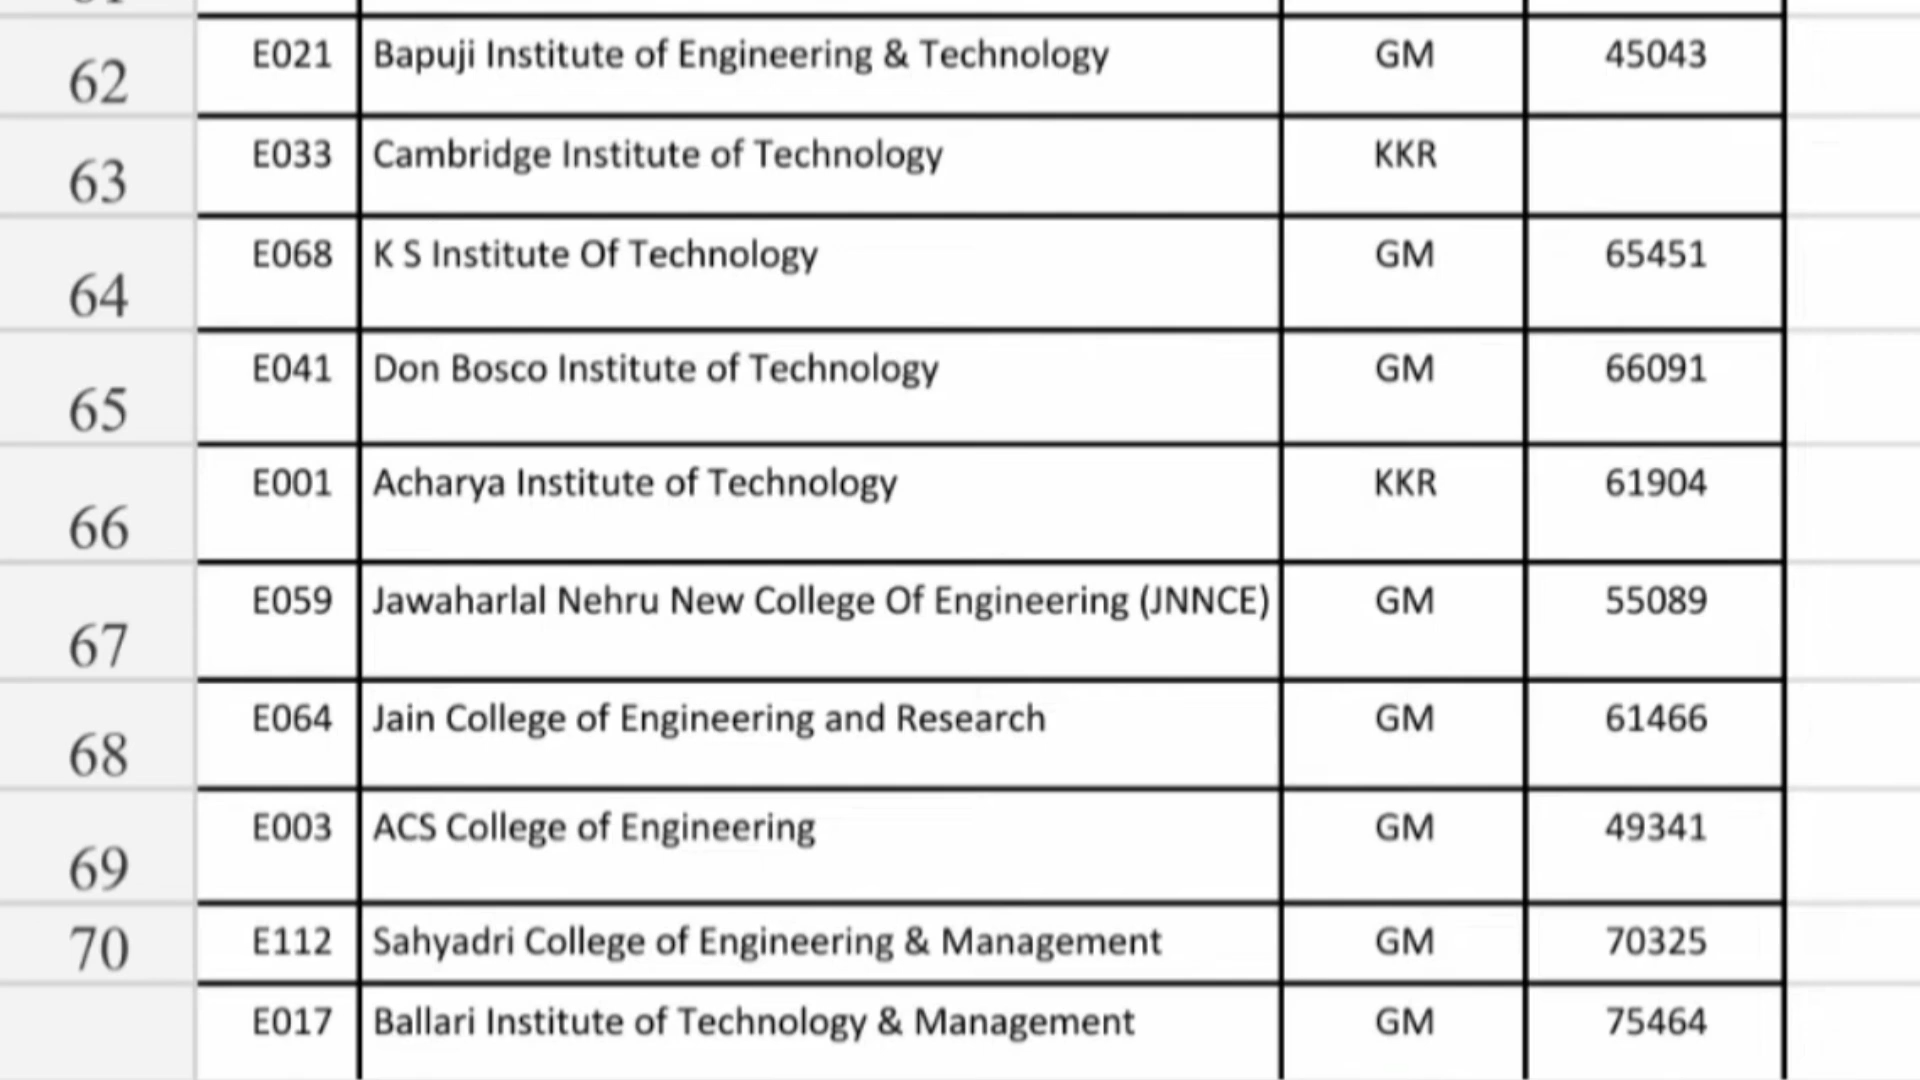 62 E021 Bapuji Institute of Engineering & Technology GM 45043
63 E033 Cambridge Institute of Technology KKR
64 E068 K S Institute Of Technology GM 65451
65 E041 Don Bosco Institute of Technology GM 66091
66 E001 Acharya Institute of Technology KKR 61904
67 E059 Jawaharlal Nehru New College Of Engineering (JNNCE) GM 55089
68 E064 Jain College of Engineering and Research GM 61466
69 E003 ACS College of Engineering GM 49341
70 E112 Sahyadri College of Engineering & Management GM 70325
E017 Ballari Institute of Technology & Management GM 75464